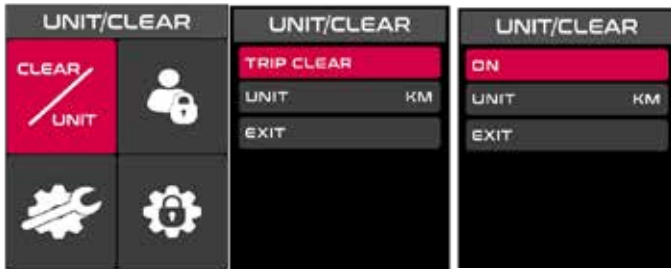 UNIT/CLEAR
CLEAR
UNIT
UNIT/CLEAR
TRIP CLEAR
UNIT KM
EXIT
UNIT/CLEAR
ON
UNIT KM
EXIT